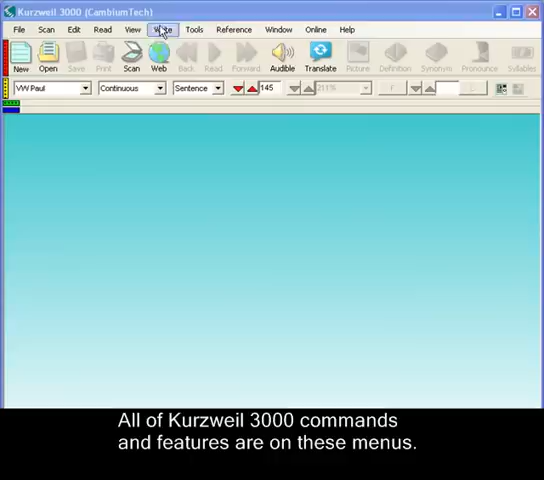 Kurzweil 3000 (CambiumTech)
File Scan Edit Read View Write Tools Reference Window Online Help
New Open Save Print Scan Web Back Read Forward Audible Translate Picture Definition Synonym Pronounce Syllables
VW Paul Continuous Sentence 145 211%
All of Kurzweil 3000 commands
and features are on these menus.